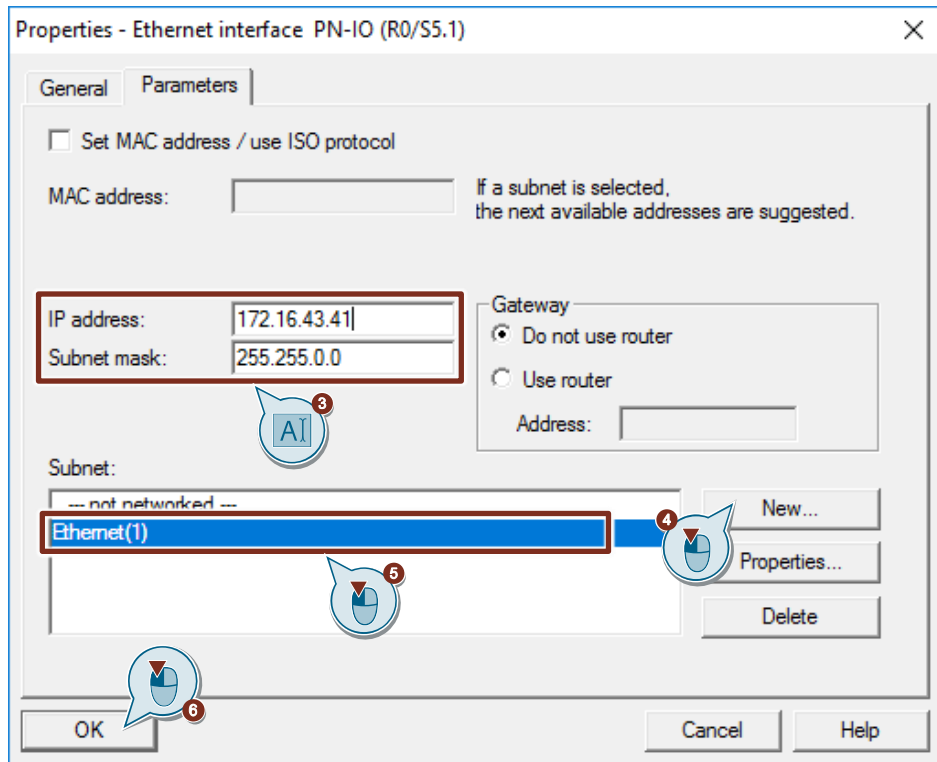 Properties - Ethernet interface PN-IO (R0/S5.1)
General Parameters
Set MAC address / use ISO protocol
MAC address:
If a subnet is selected,
the next available addresses are suggested.
IP address: 172.16.43.41
Subnet mask: 255.255.0.0
Gateway
Do not use router
Use router
Address:
3
A
Subnet:
--- not networked ---
Ethernet(1)
New...
4
Properties...
5
Delete
6
OK Cancel Help